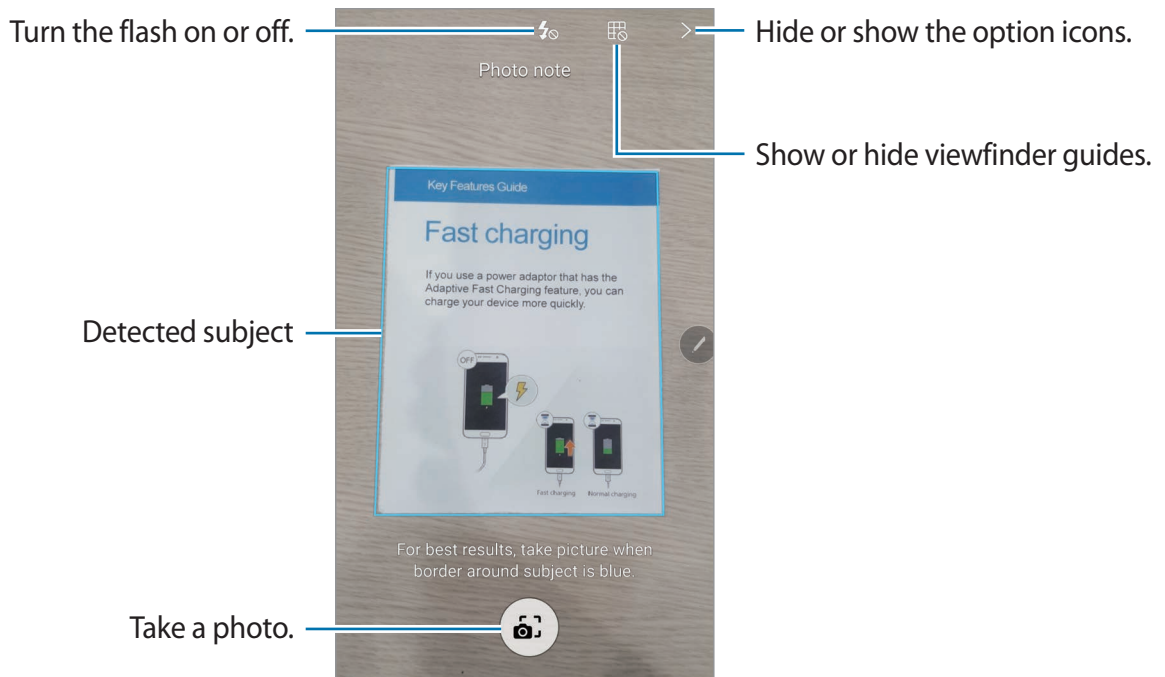 Turn the flash on or off.
Hide or show the option icons.
Photo note
Show or hide viewfinder guides.
Key Features Guide
Fast charging
If you use a power adaptor that has the
Adaptive Fast Charging feature, you can
charge your device more quickly.
Detected subject
OFF
Fast charging
Normal charging
For best results, take picture when
border around subject is blue.
Take a photo.